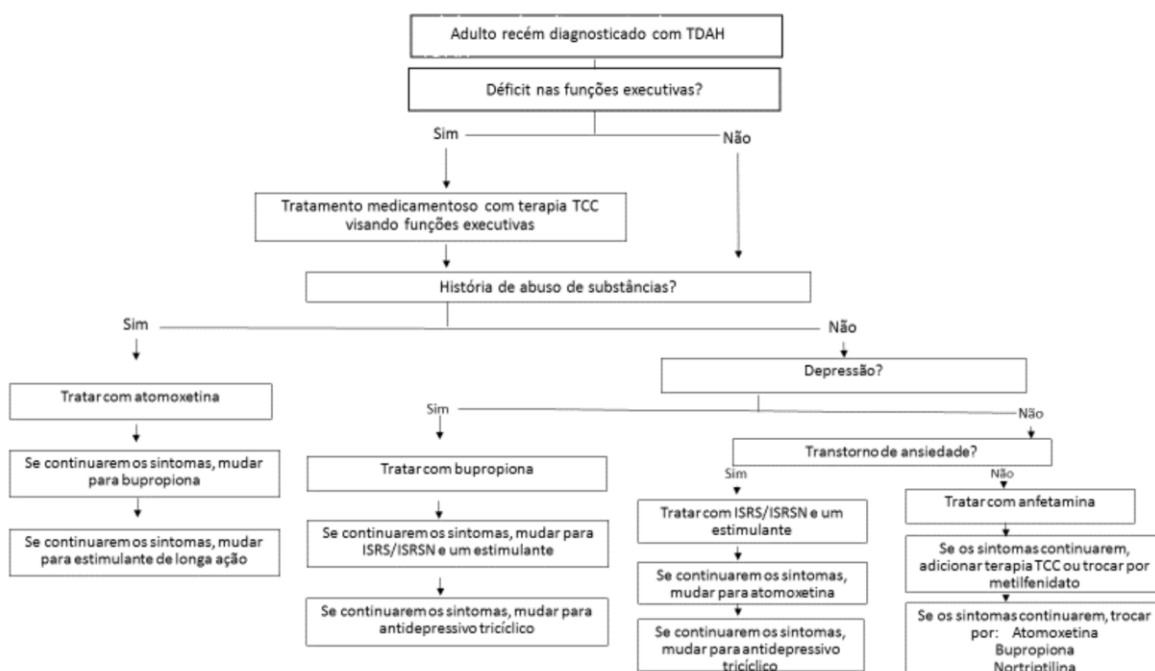 Adulto recém diagnosticado com TDAH
Déficit nas funções executivas?
Sim
Não
Tratamento medicamentoso com terapia TCC
visando funções executivas
História de abuso de substâncias?
Sim
Não
Depressão?
Tratar com atomoxetina
Sim
Não
Transtorno de ansiedade?
Se continuarem os sintomas, mudar
para bupropiona
Tratar com bupropiona
Sim
Não
Tratar com ISRS/ISRSN e um
estimulante
Tratar com anfetamina
Se continuarem os sintomas, mudar
para estimulante de longa ação
Se continuarem os sintomas, mudar para
ISRS/ISRSN e um estimulante
Se os sintomas continuarem,
adicionar terapia TCC ou trocar por
metilfenidato
Se continuarem os sintomas,
mudar para atomoxetina
Se continuarem os sintomas, mudar para
antidepressivo tricíclico
Se continuarem os sintomas,
mudar para antidepressivo
tricíclico
Se os sintomas continuarem, trocar
por: Atomoxetina
Bupropiona
Nortriptilina